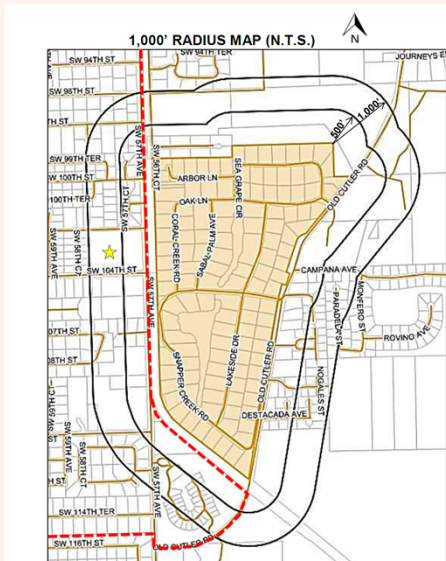 1,000' RADIUS MAP (N.T.S.)
SW 94TH ST
SW 94TH TER
JOURNEYS E
SW 96TH ST
TH ST
SW 57TH AVE
SW 56TH CT
500'
1,000'
SW 99TH TER
SW 100TH ST
100TH TER
ARBOR LN
SEA GRAPE CIR
OLD CUTLER RD
OAK LN
SW 57TH CT
CORAL CREEK RD
SABAL PALM AVE
SW 59TH AVE
SW 58TH CT
SW 104TH ST
CAMPANA AVE
SW 57TH AVE
PARADELA ST
MONFERO ST
07TH ST
ROVINO AVE
08TH ST
LAKESIDE DR
OLD CUTLER RD
SNAPPER CREEK RD
NOGALES ST
DESTACADA AVE
SW 59TH AVE
SW 58TH CT
H ST
SW 57TH AVE
SW 114TH TER
SW 116TH ST
OLD CUTLER RD